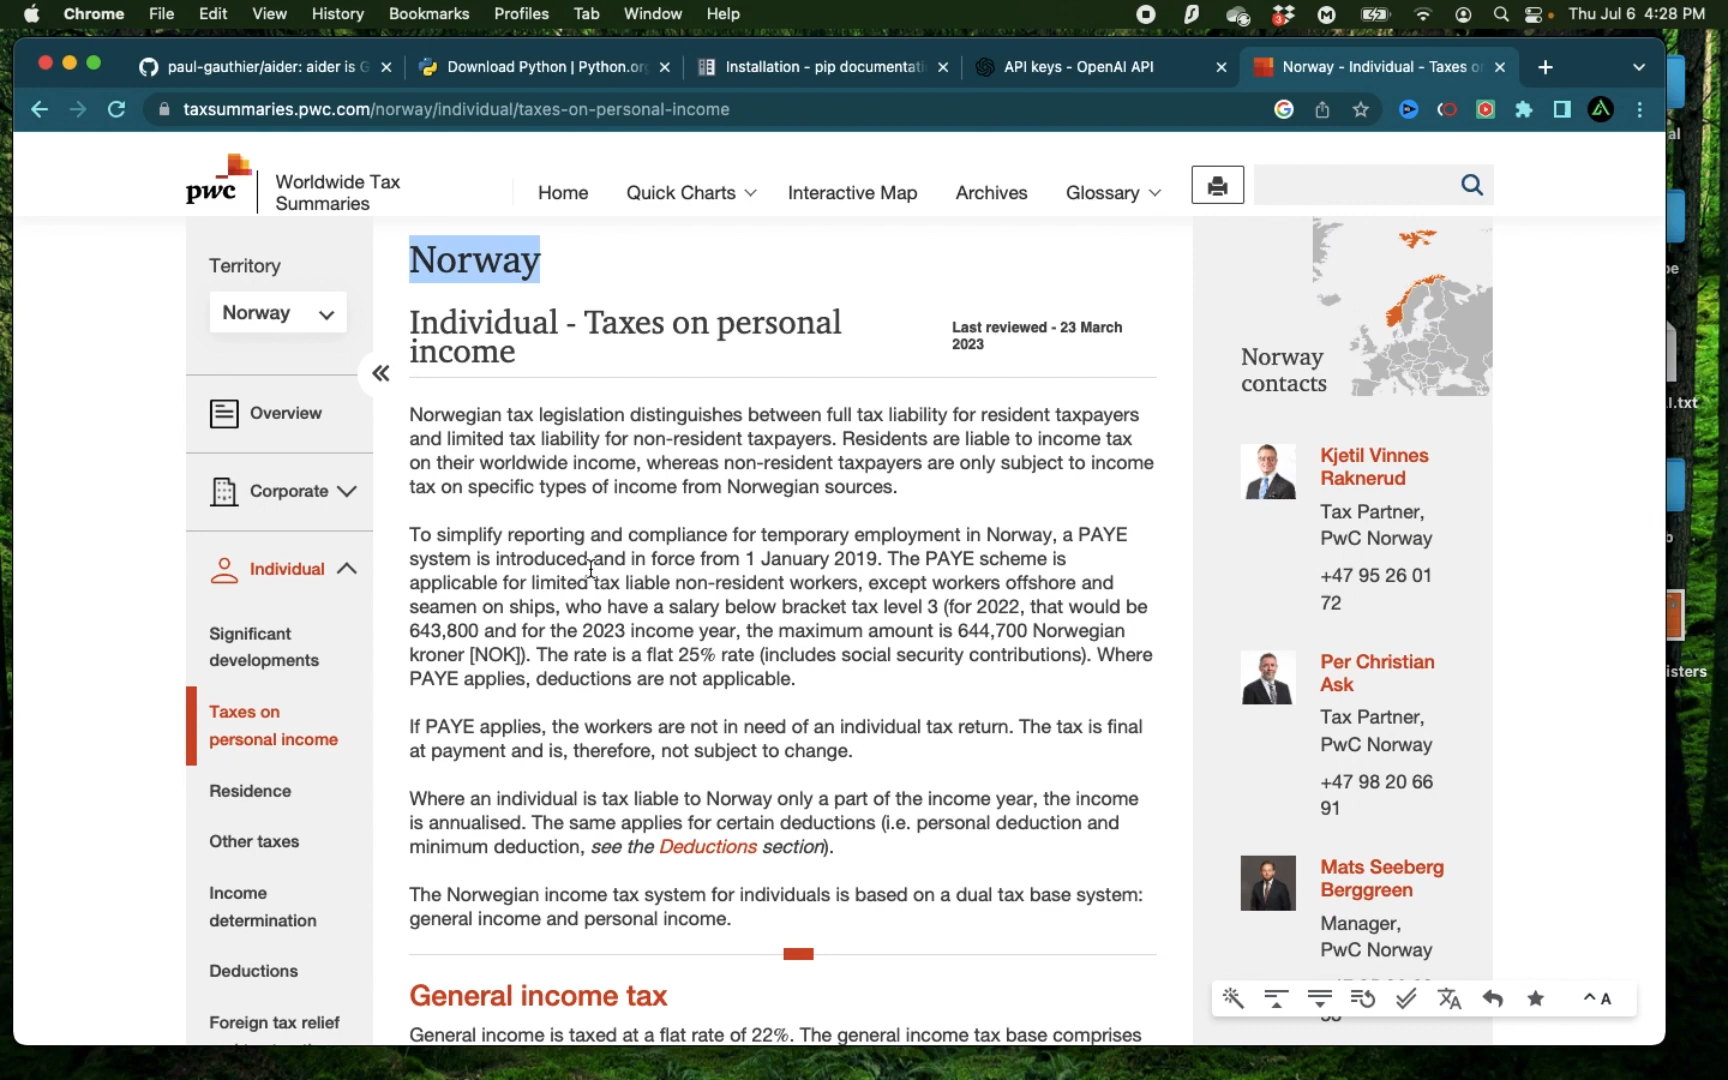 Chrome File Edit View History Bookmarks Profiles Tab Window Help 3 M Thu Jul 6 4:28 PM
paul-gauthier/aider: aider is G Download Python | Python.or Installation - pip documentati API keys - OpenAI API Norway - Individual - Taxes o
taxsummaries.pwc.com/norway/individual/taxes-on-personal-income
pwc
Worldwide Tax
Summaries
Home Quick Charts Interactive Map Archives Glossary
Territory
Norway
Overview
Corporate
Individual
Significant
developments
Taxes on
personal income
Residence
Other taxes
Income
determination
Deductions
Foreign tax relief
Norway
Individual - Taxes on personal
income
Last reviewed - 23 March
2023
Norwegian tax legislation distinguishes between full tax liability for resident taxpayers
and limited tax liability for non-resident taxpayers. Residents are liable to income tax
on their worldwide income, whereas non-resident taxpayers are only subject to income
tax on specific types of income from Norwegian sources.
To simplify reporting and compliance for temporary employment in Norway, a PAYE
system is introduced and in force from 1 January 2019. The PAYE scheme is
applicable for limited tax liable non-resident workers, except workers offshore and
seamen on ships, who have a salary below bracket tax level 3 (for 2022, that would be
643,800 and for the 2023 income year, the maximum amount is 644,700 Norwegian
kroner [NOK]). The rate is a flat 25% rate (includes social security contributions). Where
PAYE applies, deductions are not applicable.
If PAYE applies, the workers are not in need of an individual tax return. The tax is final
at payment and is, therefore, not subject to change.
Where an individual is tax liable to Norway only a part of the income year, the income
is annualised. The same applies for certain deductions (i.e. personal deduction and
minimum deduction, see the Deductions section).
The Norwegian income tax system for individuals is based on a dual tax base system:
general income and personal income.
General income tax
General income is taxed at a flat rate of 22%. The general income tax base comprises
Norway
contacts
Kjetil Vinnes
Raknerud
Tax Partner,
PwC Norway
+47 95 26 01
72
Per Christian
Ask
Tax Partner,
PwC Norway
+47 98 20 66
91
Mats Seeberg
Berggreen
Manager,
PwC Norway
A
al
pe
l.txt
isters